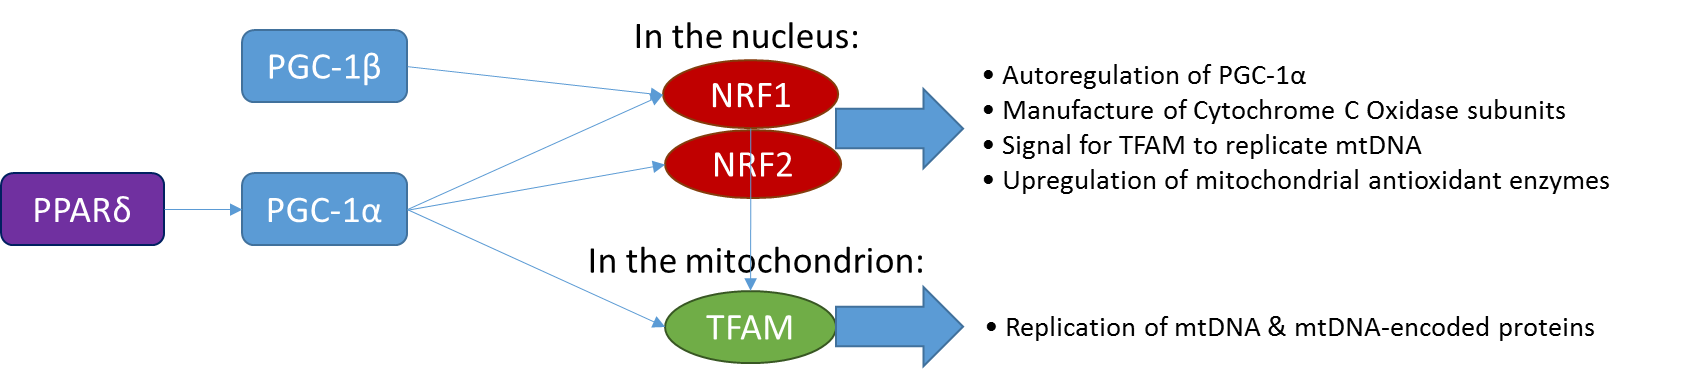 In the nucleus:
PGC-1β
NRF1
NRF2
PPARδ
PGC-1α
• Autoregulation of PGC-1α
• Manufacture of Cytochrome C Oxidase subunits
• Signal for TFAM to replicate mtDNA
• Upregulation of mitochondrial antioxidant enzymes
In the mitochondrion:
TFAM
• Replication of mtDNA & mtDNA-encoded proteins